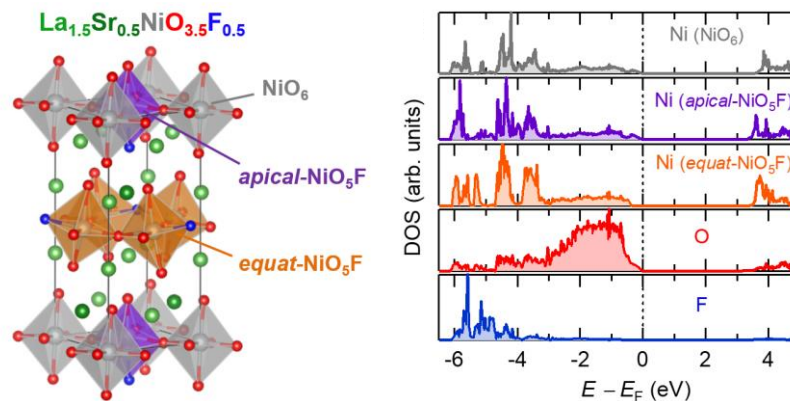 La1.5Sr0.5NiO3.5F0.5
NiO6
apical-NiO5F
equat-NiO5F
DOS (arb. units)
Ni (NiO6)
Ni (apical-NiO5F)
Ni (equat-NiO5F)
O
F
-6 -4 -2 0 2 4
E − EF (eV)